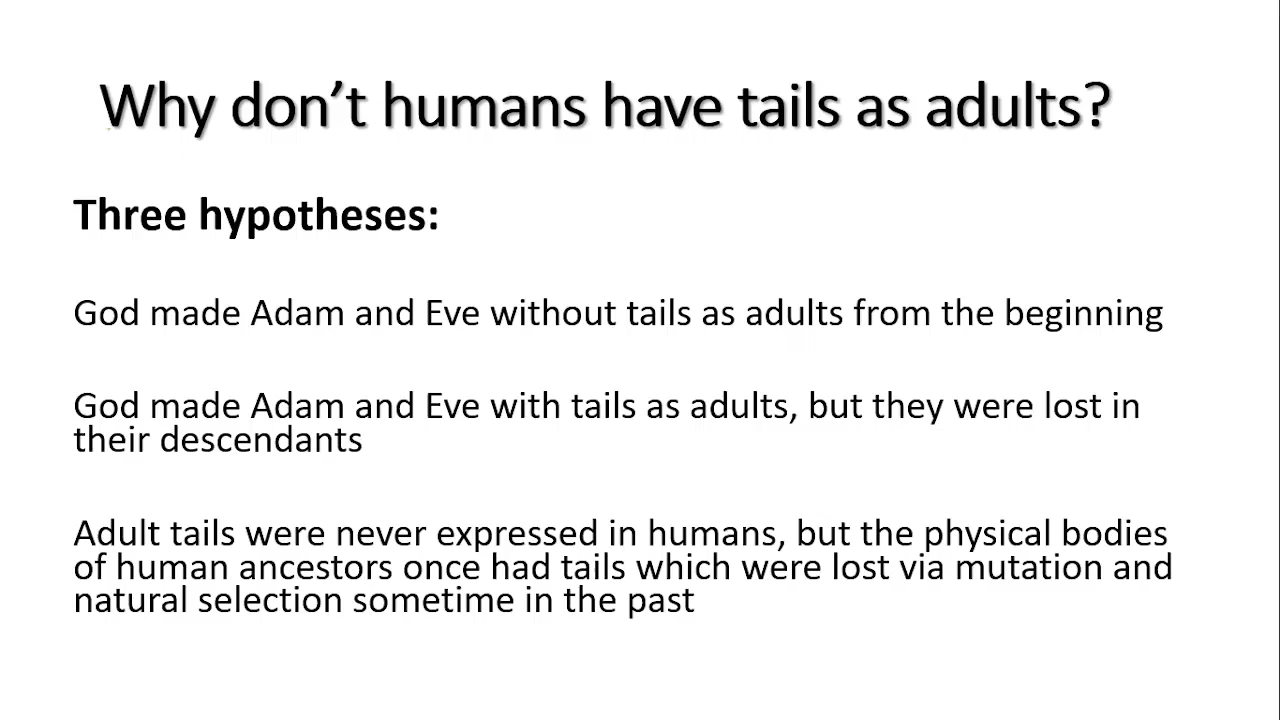 Why don’t humans have tails as adults?
Three hypotheses:
God made Adam and Eve without tails as adults from the beginning
God made Adam and Eve with tails as adults, but they were lost in
their descendants
Adult tails were never expressed in humans, but the physical bodies
of human ancestors once had tails which were lost via mutation and
natural selection sometime in the past